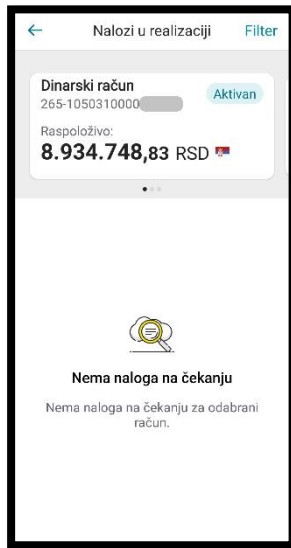 Nalozi u realizaciji Filter
Dinarski račun
Aktivan
265-1050310000
Raspoloživo:
8.934.748,83 RSD
Nema naloga na čekanju
Nema naloga na čekanju za odabrani
račun.